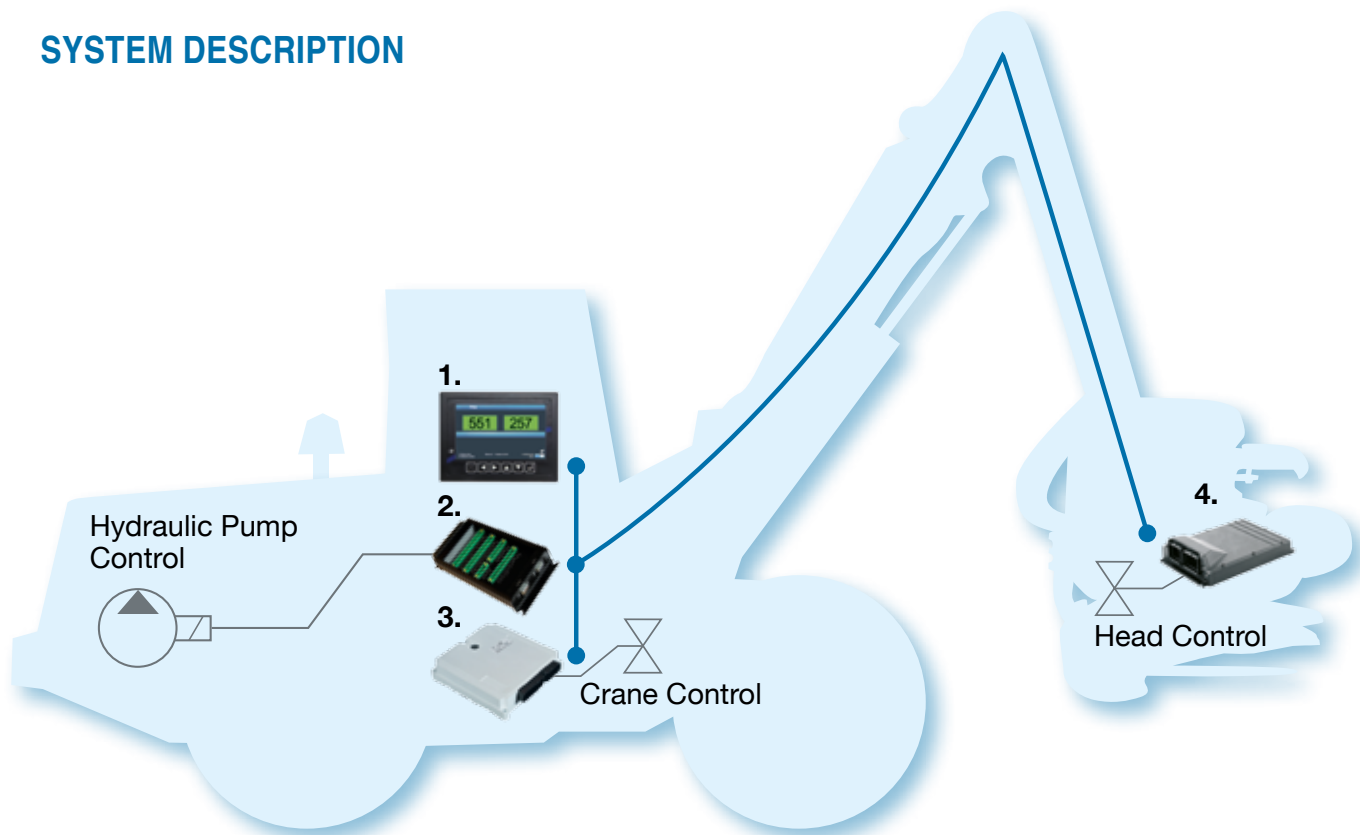 SYSTEM DESCRIPTION
1.
551 257
2.
4.
Hydraulic Pump
Control
3.
Head Control
Crane Control